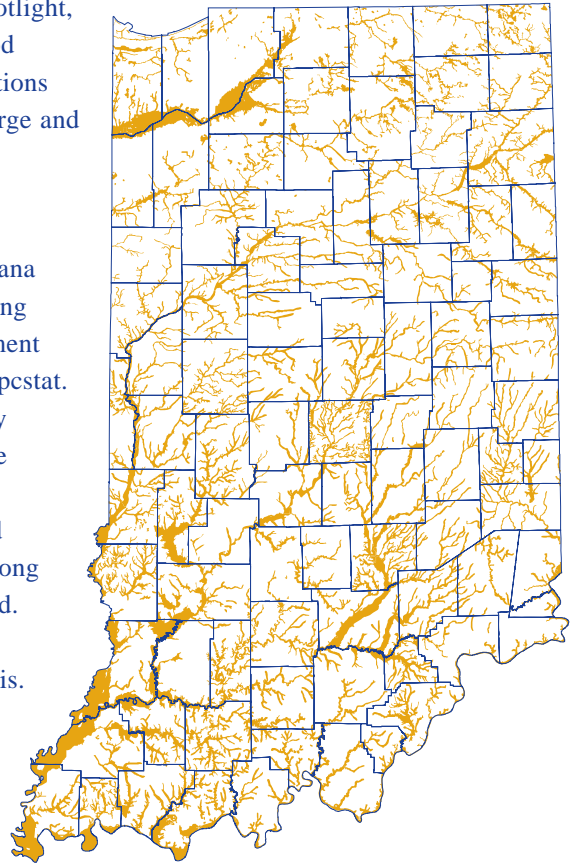 otlight,
d
tions
rge and
ana
ng
nent
pcstat.
y
e
l
ong
d.
is.